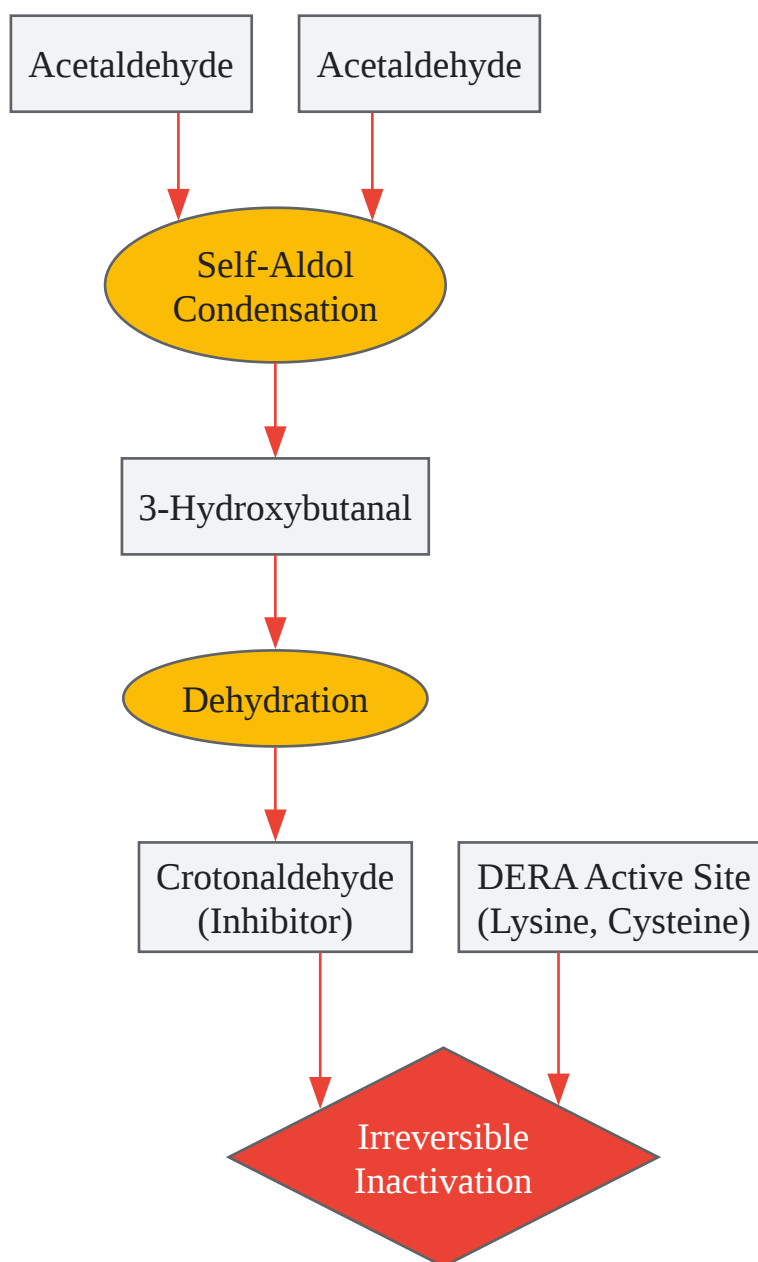 Acetaldehyde
Acetaldehyde
Self-Aldol
Condensation
3-Hydroxybutanal
Dehydration
Crotonaldehyde
(Inhibitor)
DERA Active Site
(Lysine, Cysteine)
Irreversible
Inactivation